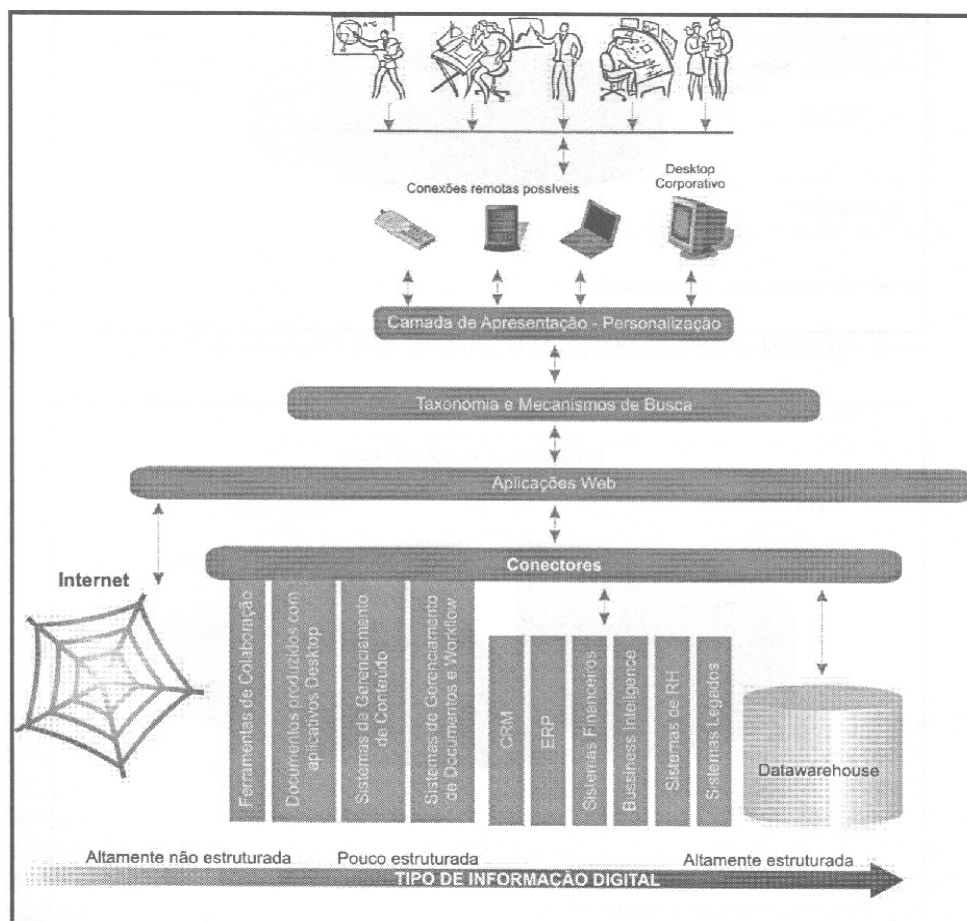 Conexões remotas possíveis
Desktop
Corporativo
Camada de Apresentação - Personalização
Taxonomia e Mecanismos de Busca
Aplicações Web
Conectores
Internet
Ferramentas de Colaboração
Documentos produzidos com
aplicativos Desktop
Sistemas de Gerenciamento
de Conteúdo
Sistemas de Gerenciamento
de Documentos e Workflow
CRM
ERP
Sistemas Financeiros
Bussiness Inteligence
Sistemas de RH
Sistemas Legados
Datawarehouse
Altamente não estruturada
Pouco estruturada
Altamente estruturada
TIPO DE INFORMAÇÃO DIGITAL